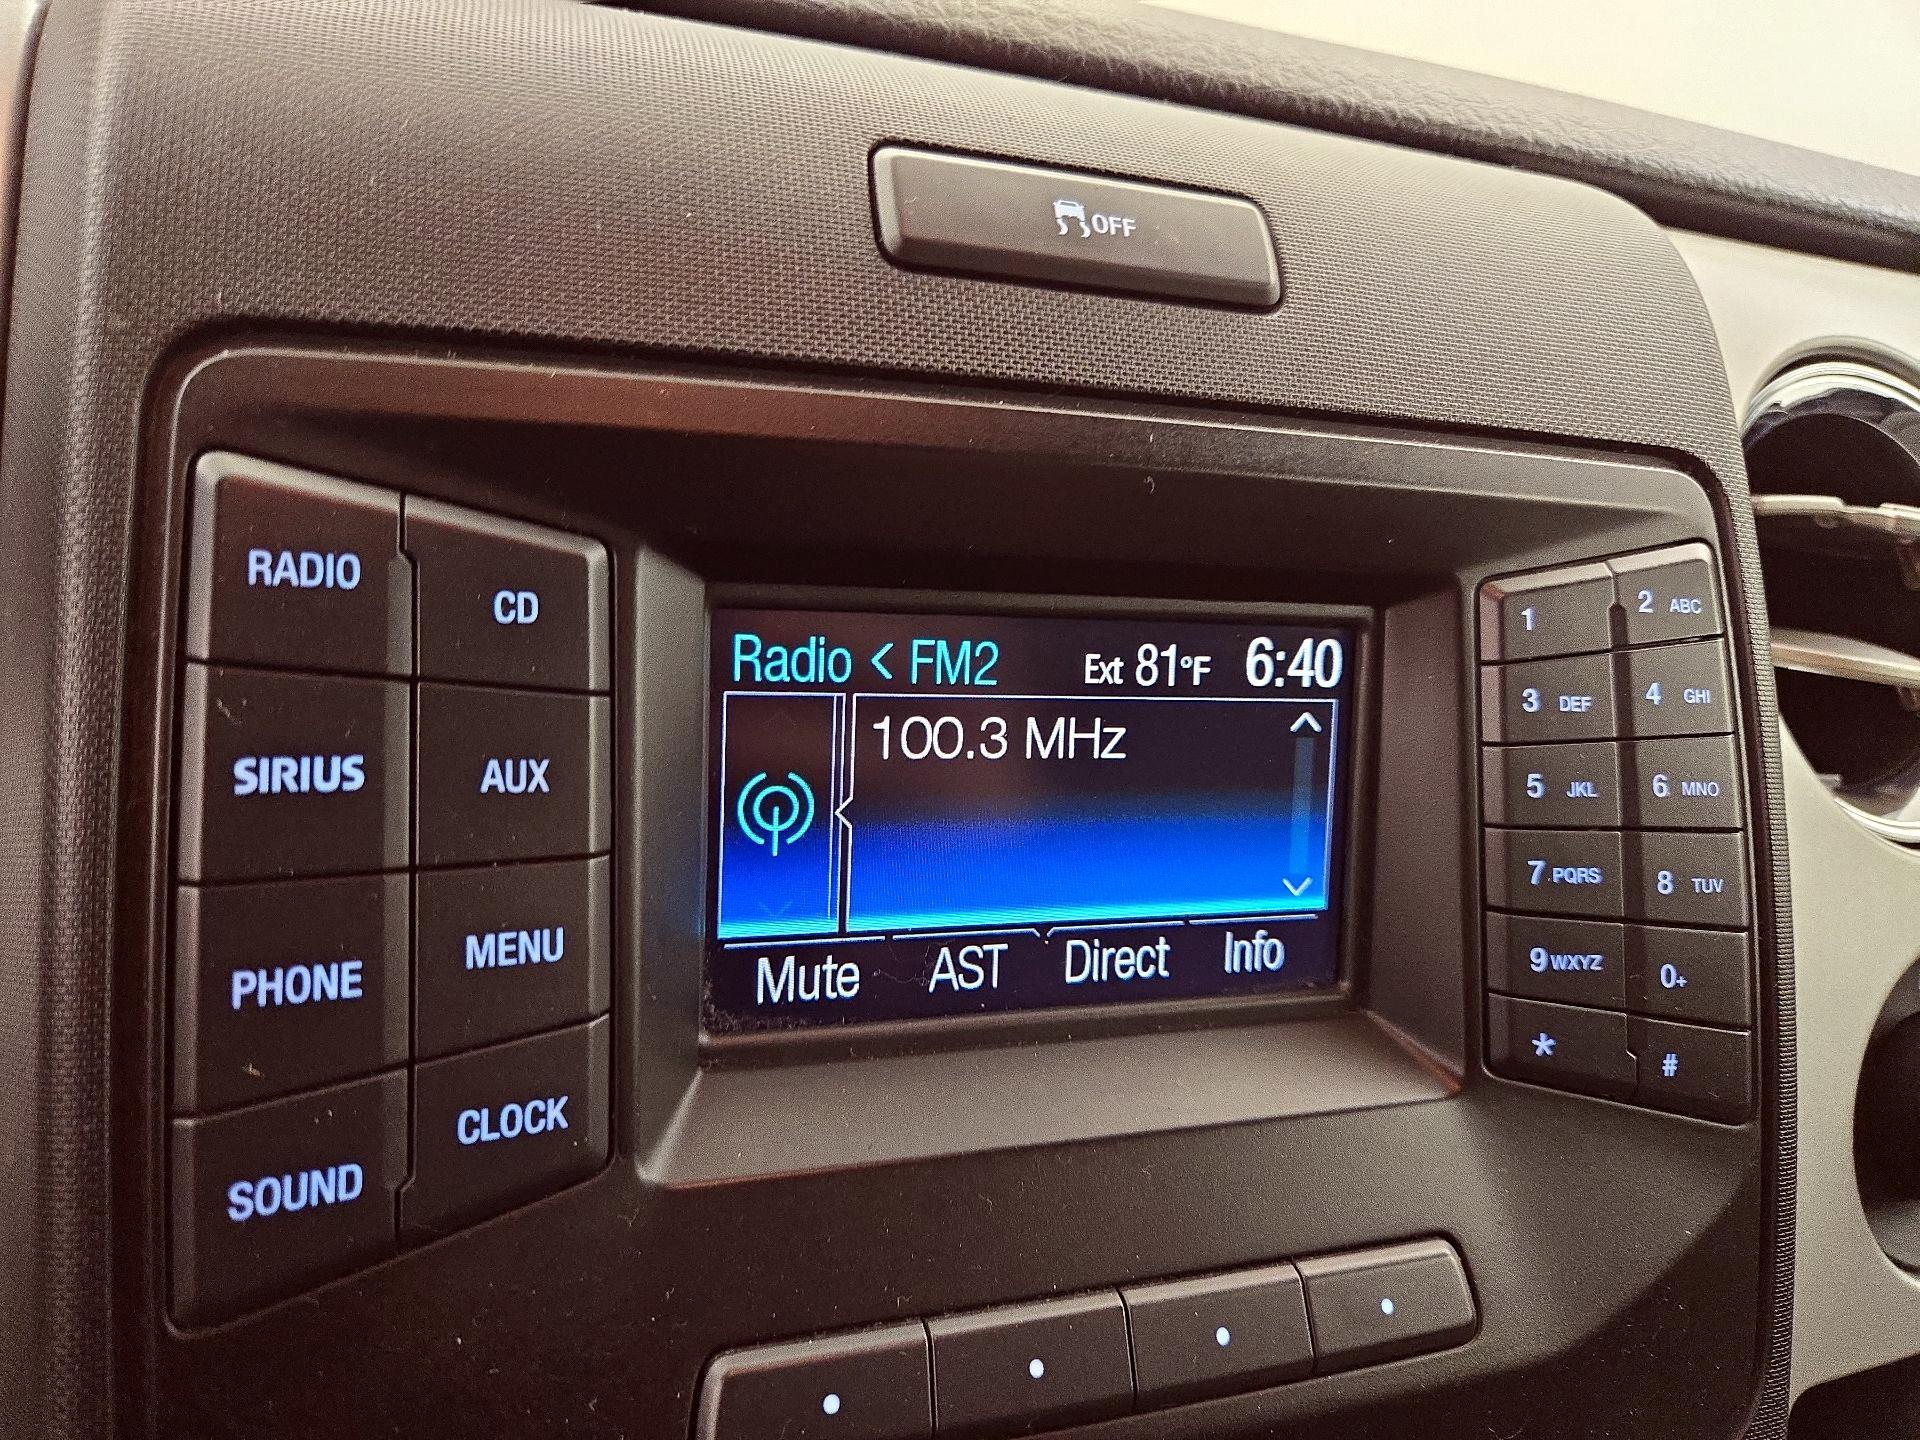 OFF
RADIO
CD
SIRIUS
AUX
PHONE
MENU
SOUND
CLOCK
Radio < FM2 Ext 81°F 6:40
100.3 MHz
Mute AST Direct Info
1 2 ABC
3 DEF 4 GHI
5 JKL 6 MNO
7 PQRS 8 TUV
9 WXYZ 0+
* #